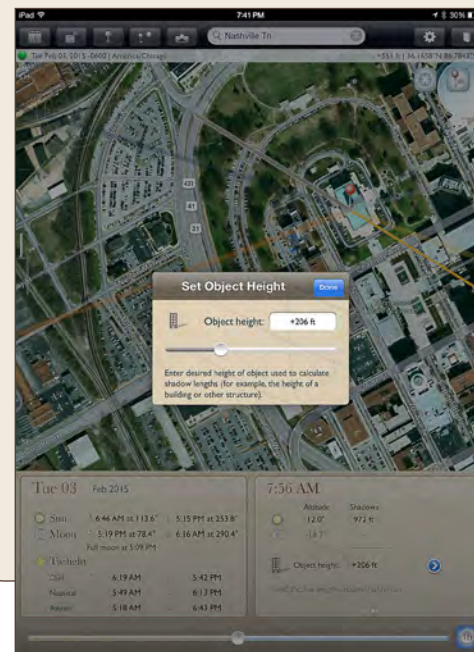 iPad 7:41 PM 30%
Nashville Tn
Tue Feb 03, 2015 -0600 | America/Chicago
431
41
31
Set Object Height Done
Object height: +206 ft
Enter desired height of object used to calculate
shadow lengths (for example, the height of a
building or other structure).
Tue 03 Feb 2015
Sun 6:46 AM at 113.6° 5:15 PM at 253.8°
Moon 5:19 PM at 78.4° 6:16 AM at 290.4°
Full moon at 5:09 PM
Twilight
Civil 6:19 AM 5:42 PM
Nautical 5:49 AM 6:13 PM
5:18 AM 6:43 PM
7:56 AM
Altitude Shadows
12.0° 972 ft
Object height: +206 ft